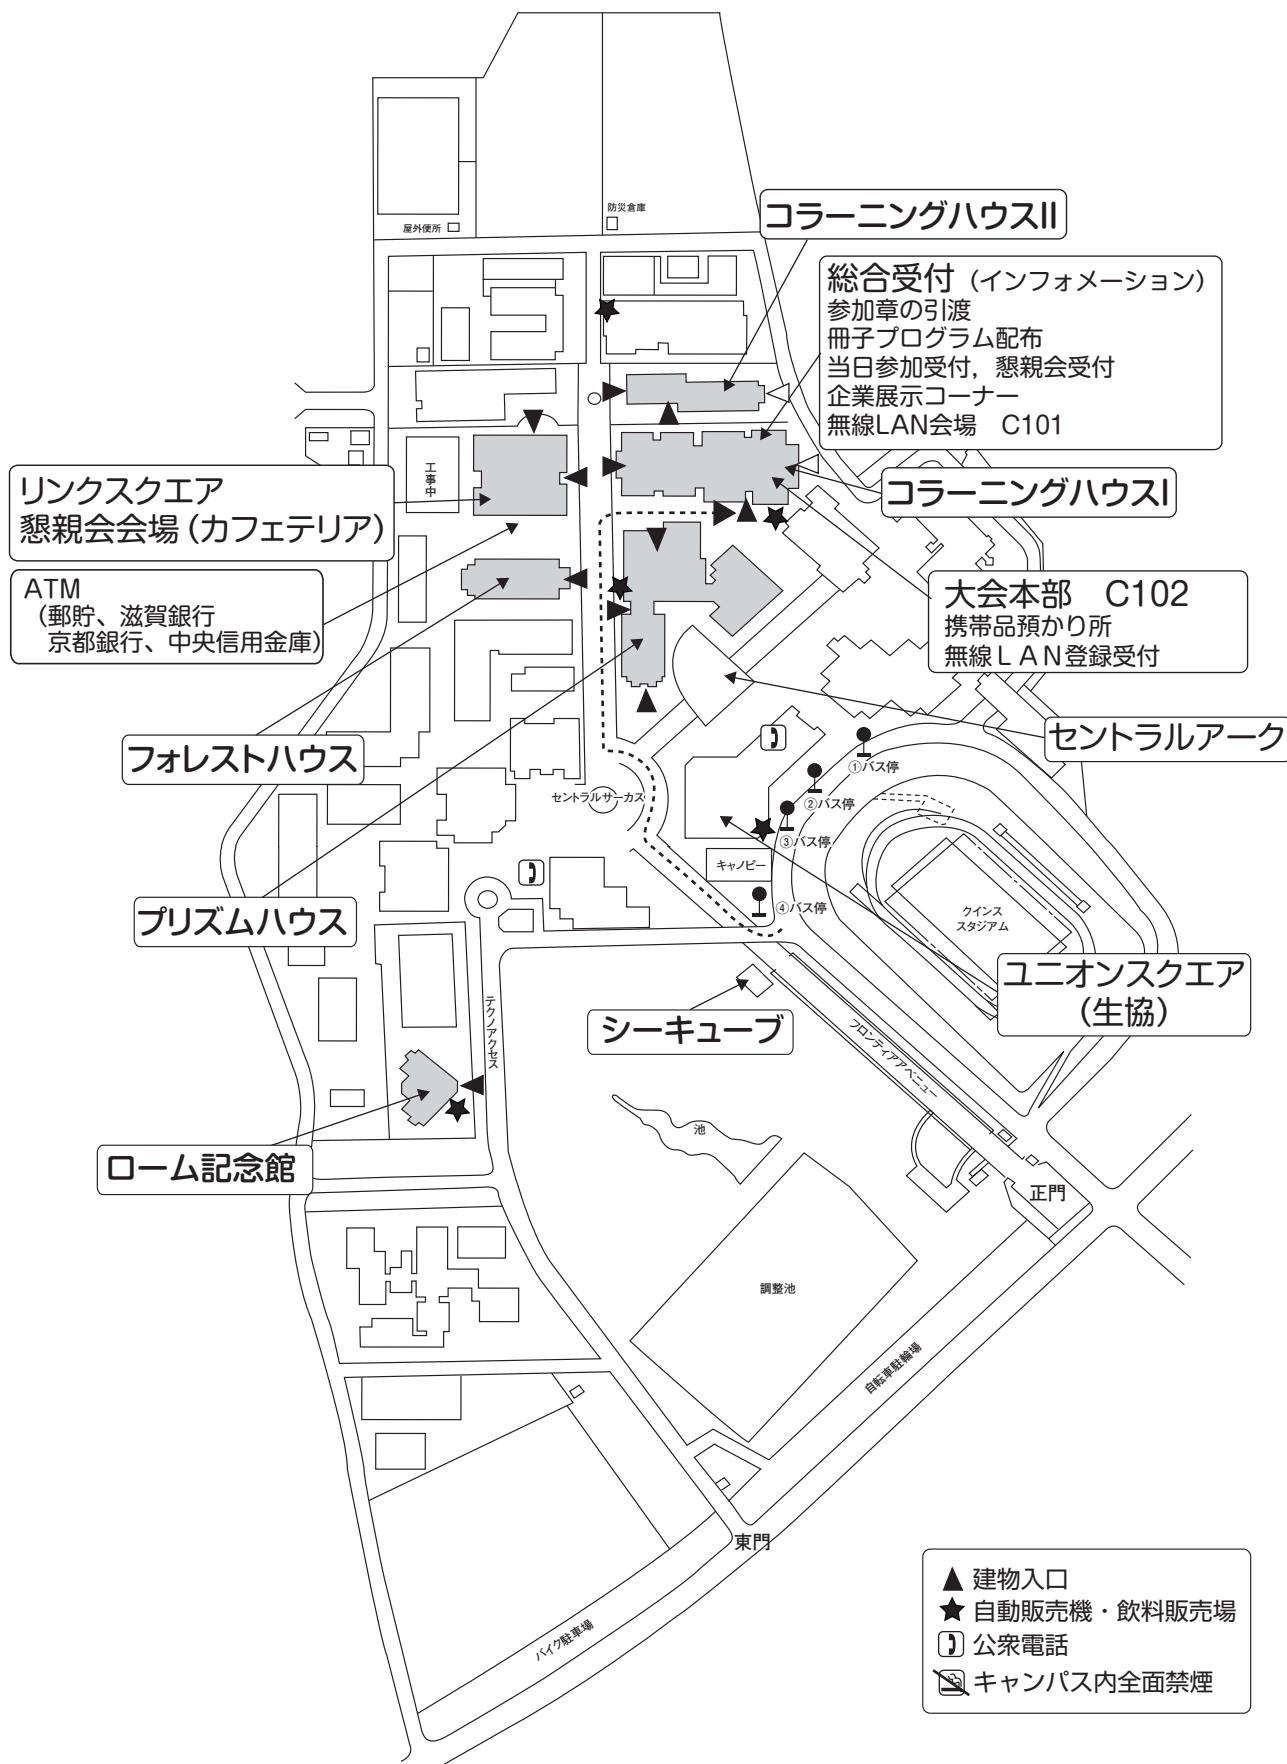 屋外便所
防災倉庫
コラーニングハウスII
総合受付（インフォメーション）
参加章の引渡
冊子プログラム配布
当日参加受付，懇親会受付
企業展示コーナー
無線LAN会場　C101
工事中
リンクスクエア
懇親会会場（カフェテリア）
コラーニングハウスI
ATM
（郵貯、滋賀銀行
京都銀行、中央信用金庫）
大会本部　C102
携帯品預かり所
無線ＬＡＮ登録受付
フォレストハウス
セントラルアーク
①バス停
②バス停
③バス停
セントラルサーカス
キャノピー
④バス停
プリズムハウス
クインス
スタジアム
ユニオンスクエア
（生協）
シーキューブ
テクノアクセス
フロンティアアベニュー
池
ローム記念館
正門
調整池
自転車駐輪場
東門
バイク駐車場
建物入口
自動販売機・飲料販売場
公衆電話
キャンパス内全面禁煙